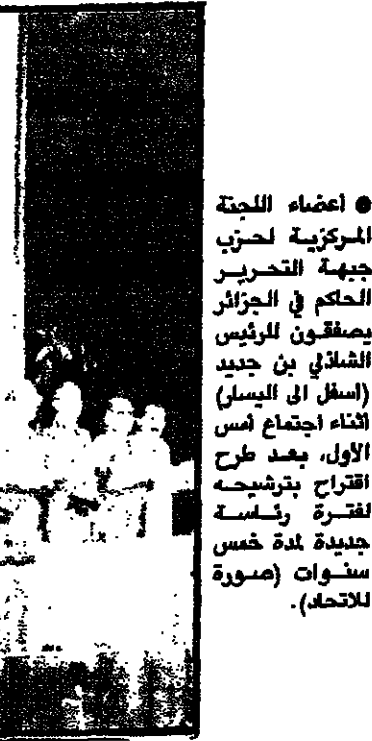 ● أعضاء اللجنة
المركزية لحزب
جبهة التحرير
الحاكم في الجزائر
يصفقون للرئيس
الشاذلي بن جديد
(اسفل الى اليسار)
اثناء اجتماع أمس
الأول، بعد طرح
اقتراح بترشيحه
لفترة رئاسة
جديدة لمدة خمس
سنوات (صورة
للاتحاد).